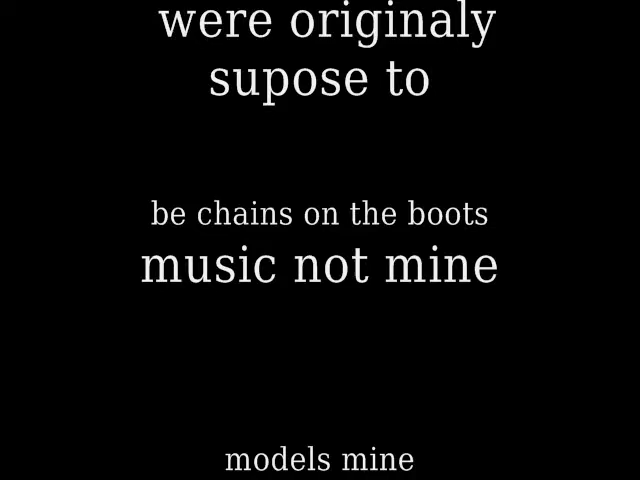 were originaly
supose to
be chains on the boots
music not mine
models mine